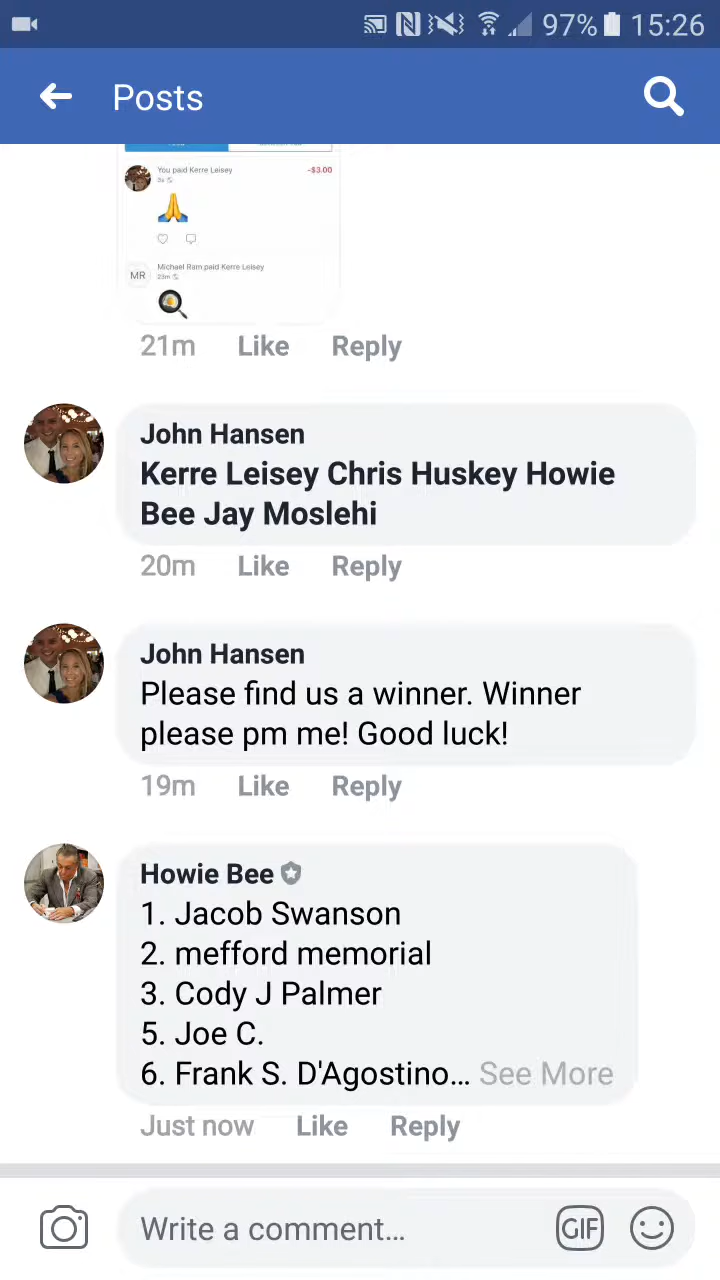 97% 15:26
Posts
You paid Kerre Leisey
-$3.00
3s
MR
Michael Ram paid Kerre Leisey
23m
21m Like Reply
John Hansen
Kerre Leisey Chris Huskey Howie
Bee Jay Moslehi
20m Like Reply
John Hansen
Please find us a winner. Winner
please pm me! Good luck!
19m Like Reply
Howie Bee
1. Jacob Swanson
2. mefford memorial
3. Cody J Palmer
5. Joe C.
6. Frank S. D'Agostino... See More
Just now Like Reply
Write a comment...
GIF